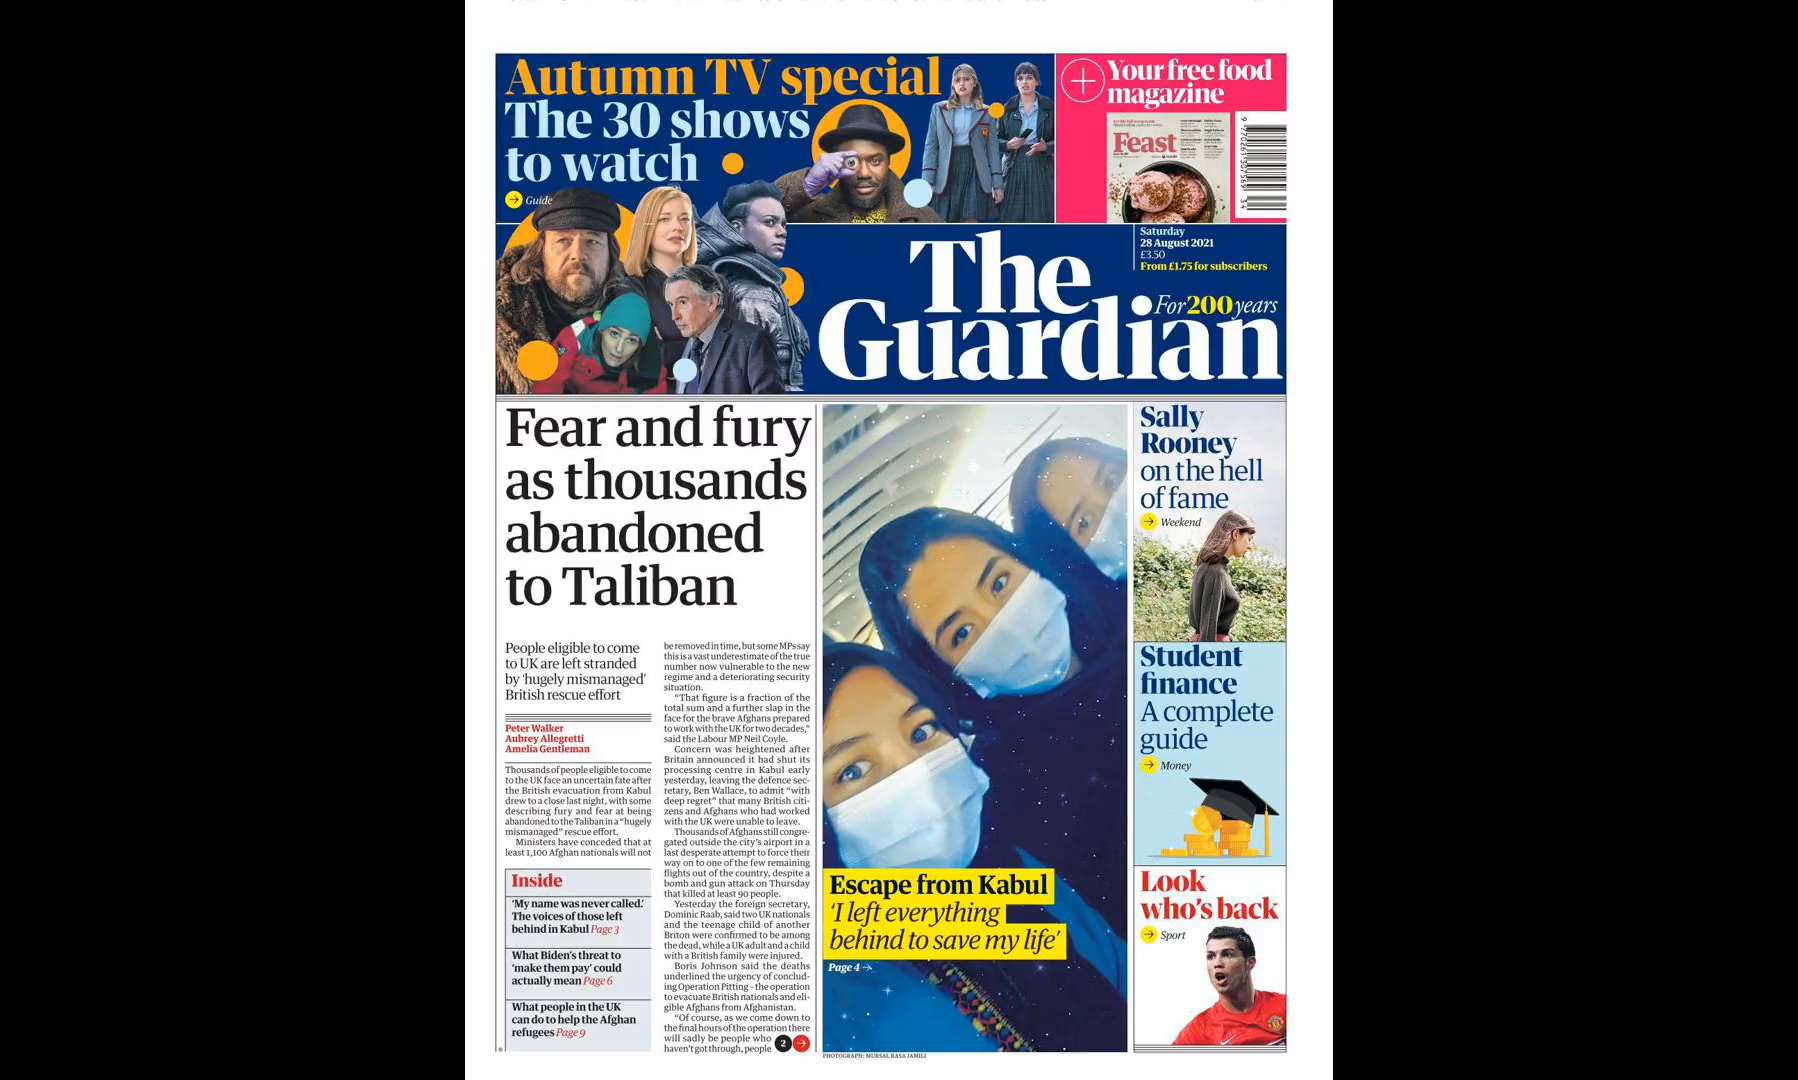 Autumn TV special
The 30 shows
to watch
Guide
Your free food
magazine
Feast
9 770261 307569
34
Saturday
28 August 2021
£3.50
From £1.75 for subscribers
The
Guardian
For 200 years
Fear and fury
as thousands
abandoned
to Taliban
People eligible to come
to UK are left stranded
by ‘hugely mismanaged’
British rescue effort
Peter Walker
Aubrey Allegretti
Amelia Gentleman
Thousands of people eligible to come
to the UK face an uncertain fate after
the British evacuation from Kabul
drew to a close last night, with some
describing fury and fear at being
abandoned to the Taliban in a “hugely
mismanaged” rescue effort.
Ministers have conceded that at
least 1,100 Afghan nationals will not
be removed in time, but some MPs say
this is a vast underestimate of the true
number now vulnerable to the new
regime and a deteriorating security
situation.
“That figure is a fraction of the
total sum and a further slap in the
face for the brave Afghans prepared
to work with the UK for two decades,”
said the Labour MP Neil Coyle.
Concern was heightened after
Britain announced it had shut its
processing centre in Kabul early
yesterday, leaving the defence sec-
retary, Ben Wallace, to admit “with
deep regret” that many British citi-
zens and Afghans who had worked
with the UK were unable to leave.
Thousands of Afghans still congre-
gated outside the city’s airport in a
last desperate attempt to force their
way on to one of the few remaining
flights out of the country, despite a
bomb and gun attack on Thursday
that killed at least 90 people.
Yesterday the foreign secretary,
Dominic Raab, said two UK nationals
and the teenage child of another
Briton were confirmed to be among
the dead, while a UK adult and a child
with a British family were injured.
Boris Johnson said the deaths
underlined the urgency of conclud-
ing Operation Pitting – the operation
to evacuate British nationals and eli-
gible Afghans from Afghanistan.
“Of course, as we come down to
the final hours of the operation there
will sadly be people who
haven’t got through, people
2
Inside
‘My name was never called.’
The voices of those left
behind in Kabul Page 3
What Biden’s threat to
‘make them pay’ could
actually mean Page 6
What people in the UK
can do to help the Afghan
refugees Page 9
Escape from Kabul
‘I left everything
behind to save my life’
Page 4
PHOTOGRAPH: MURSAL RASA JAMILI
Sally
Rooney
on the hell
of fame
Weekend
Student
finance
A complete
guide
Money
Look
who’s back
Sport